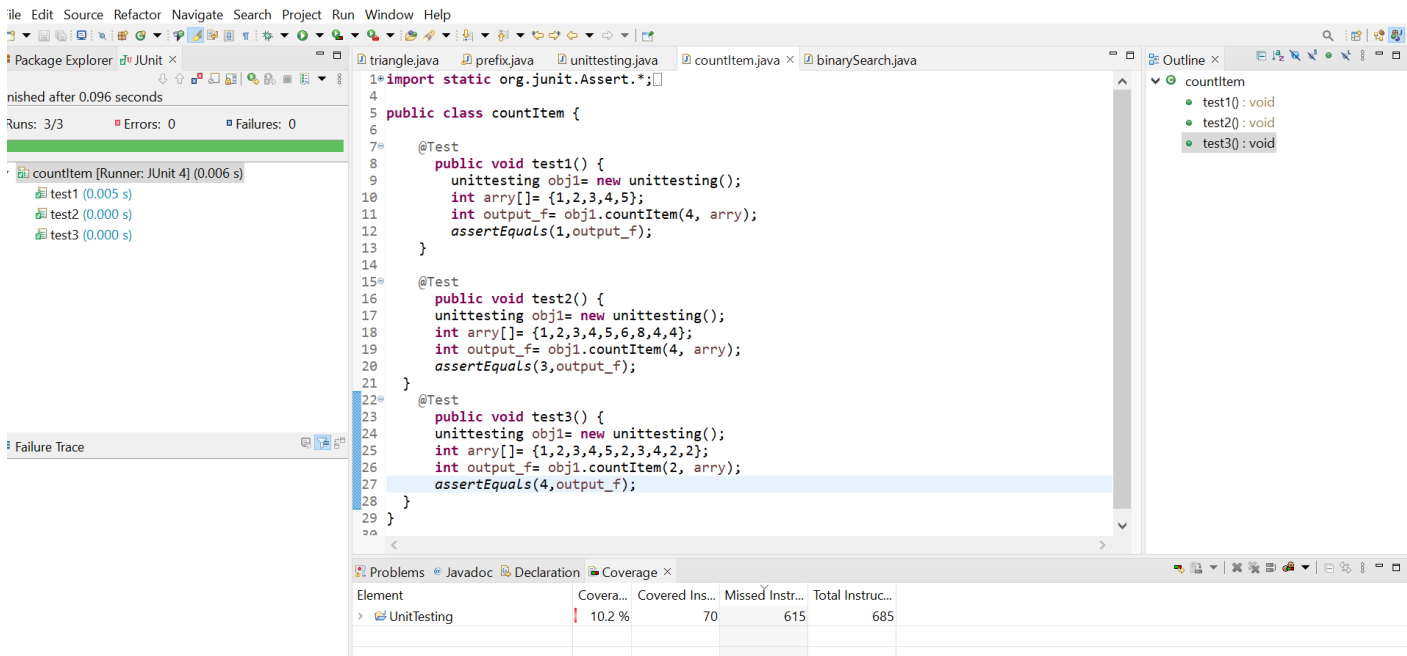 ile Edit Source Refactor Navigate Search Project Run Window Help
Package Explorer JUnit ×
nished after 0.096 seconds
Runs: 3/3 Errors: 0 Failures: 0
countItem [Runner: JUnit 4] (0.006 s)
test1 (0.005 s)
test2 (0.000 s)
test3 (0.000 s)
Failure Trace
triangle.java prefix.java unittesting.java countItem.java × binarySearch.java
1 import static org.junit.Assert.*;
4
5 public class countItem {
6
7 @Test
8 public void test1() {
9 unittesting obj1= new unittesting();
10 int arry[]= {1,2,3,4,5};
11 int output_f= obj1.countItem(4, arry);
12 assertEquals(1,output_f);
13 }
14
15 @Test
16 public void test2() {
17 unittesting obj1= new unittesting();
18 int arry[]= {1,2,3,4,5,6,8,4,4};
19 int output_f= obj1.countItem(4, arry);
20 assertEquals(3,output_f);
21 }
22 @Test
23 public void test3() {
24 unittesting obj1= new unittesting();
25 int arry[]= {1,2,3,4,5,2,3,4,2,2};
26 int output_f= obj1.countItem(2, arry);
27 assertEquals(4,output_f);
28 }
29 }
30
Outline ×
countItem
test1() : void
test2() : void
test3() : void
Problems Javadoc Declaration Coverage ×
Element Covera... Covered Ins... Missed Instr... Total Instruc...
UnitTesting 10.2 % 70 615 685